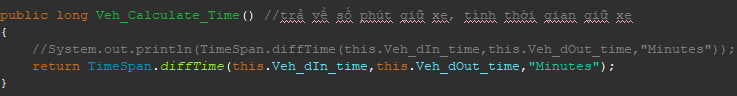 public long Veh_Calculate_Time() //trả về số phút giữ xe, tính thời gian giữ xe
{
//System.out.println(TimeSpan.diffTime(this.Veh_dIn_time,this.Veh_dOut_time,"Minutes"));
return TimeSpan.diffTime(this.Veh_dIn_time,this.Veh_dOut_time,"Minutes");
}